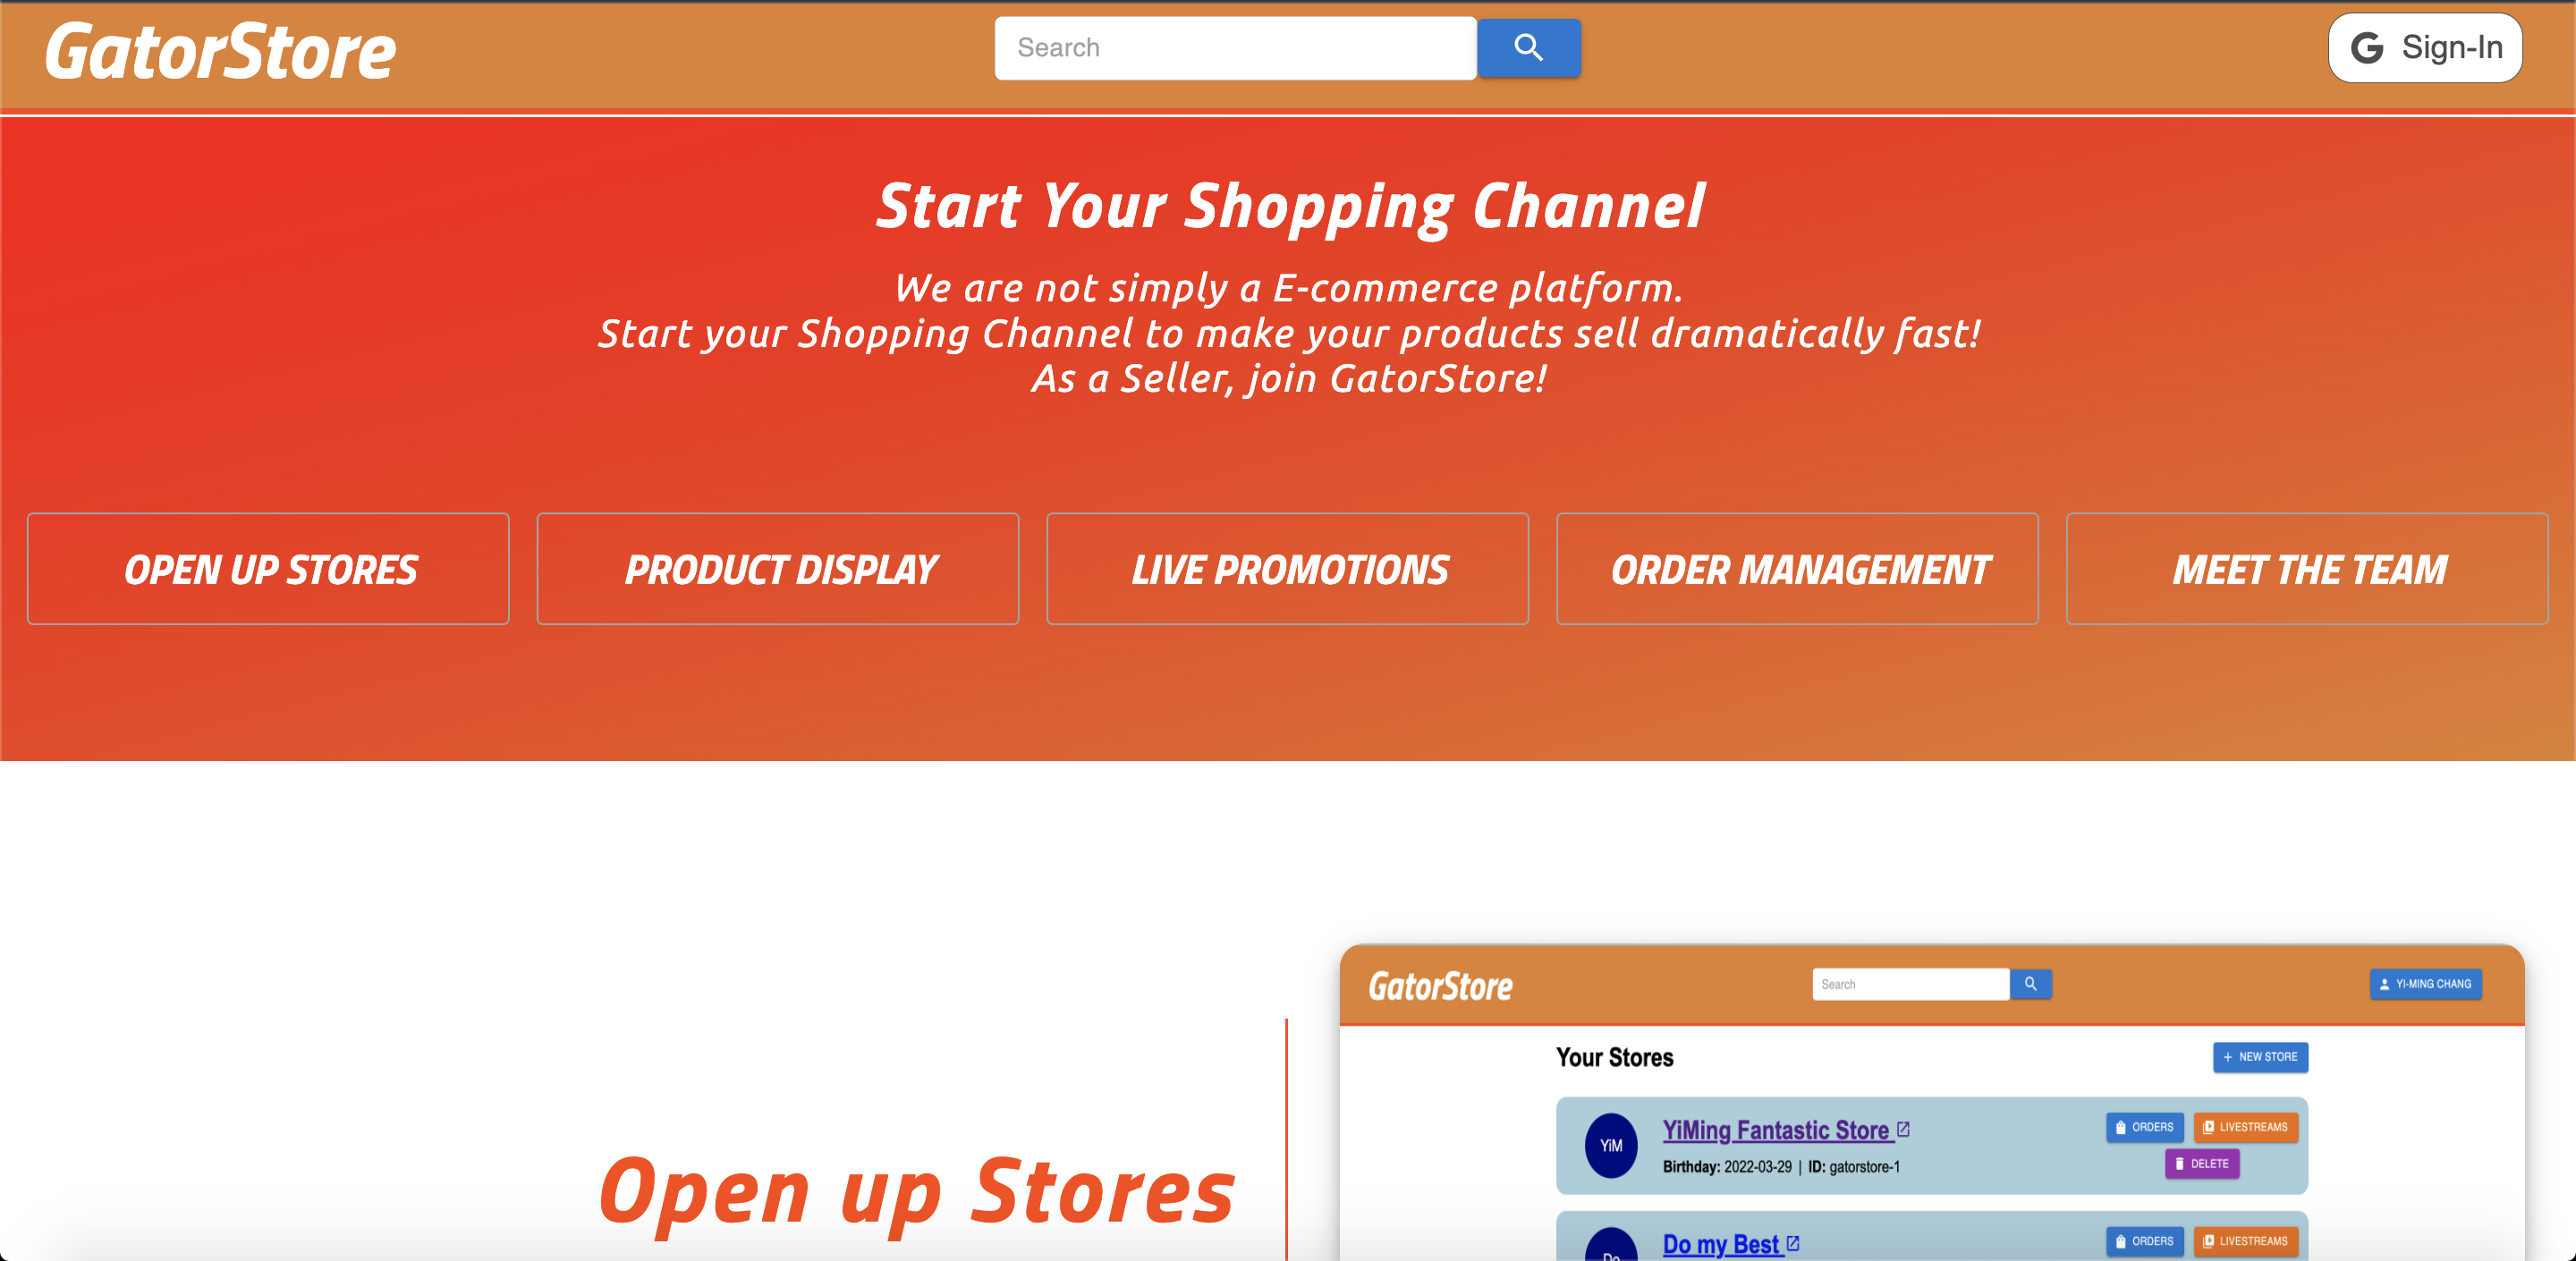 GatorStore
Search
G Sign-In
Start Your Shopping Channel
We are not simply a E-commerce platform.
Start your Shopping Channel to make your products sell dramatically fast!
As a Seller, join GatorStore!
OPEN UP STORES
PRODUCT DISPLAY
LIVE PROMOTIONS
ORDER MANAGEMENT
MEET THE TEAM
Open up Stores
GatorStore
Search
YI-MING CHANG
Your Stores
+ NEW STORE
YiM
YiMing Fantastic Store
Birthday: 2022-03-29 | ID: gatorstore-1
ORDERS
LIVESTREAMS
DELETE
Do
Do my Best
ORDERS
LIVESTREAMS